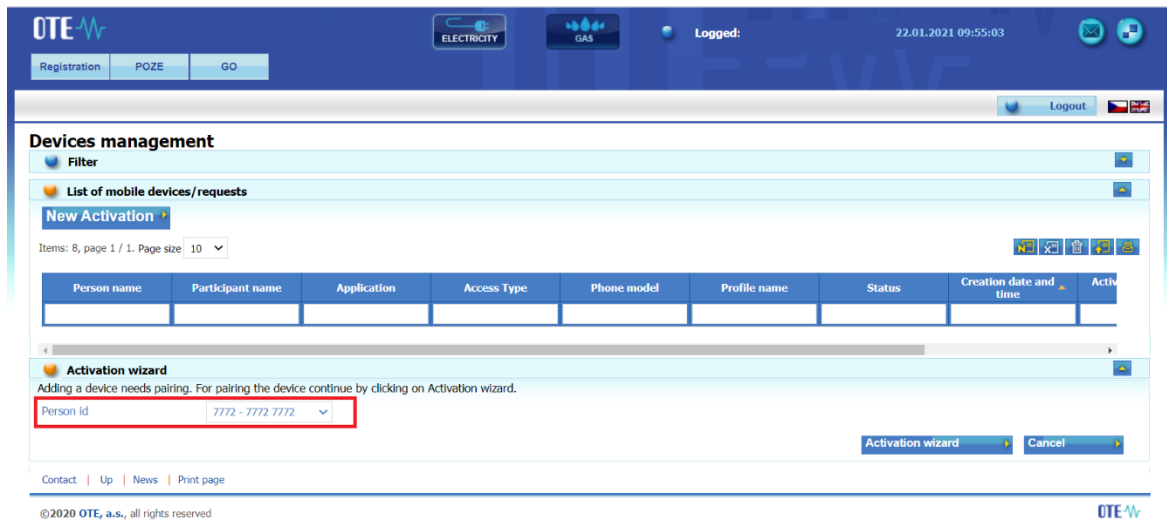 OTE
ELECTRICITY
GAS
Logged:
22.01.2021 09:55:03
Registration POZE GO
Logout
Devices management
Filter
List of mobile devices/requests
New Activation
Items: 8, page 1 / 1. Page size 10
Person name Participant name Application Access Type Phone model Profile name Status Creation date and time Activ
Activation wizard
Adding a device needs pairing. For pairing the device continue by clicking on Activation wizard.
Person id 7772 - 7772 7772
Activation wizard Cancel
Contact | Up | News | Print page
©2020 OTE, a.s., all rights reserved
OTE